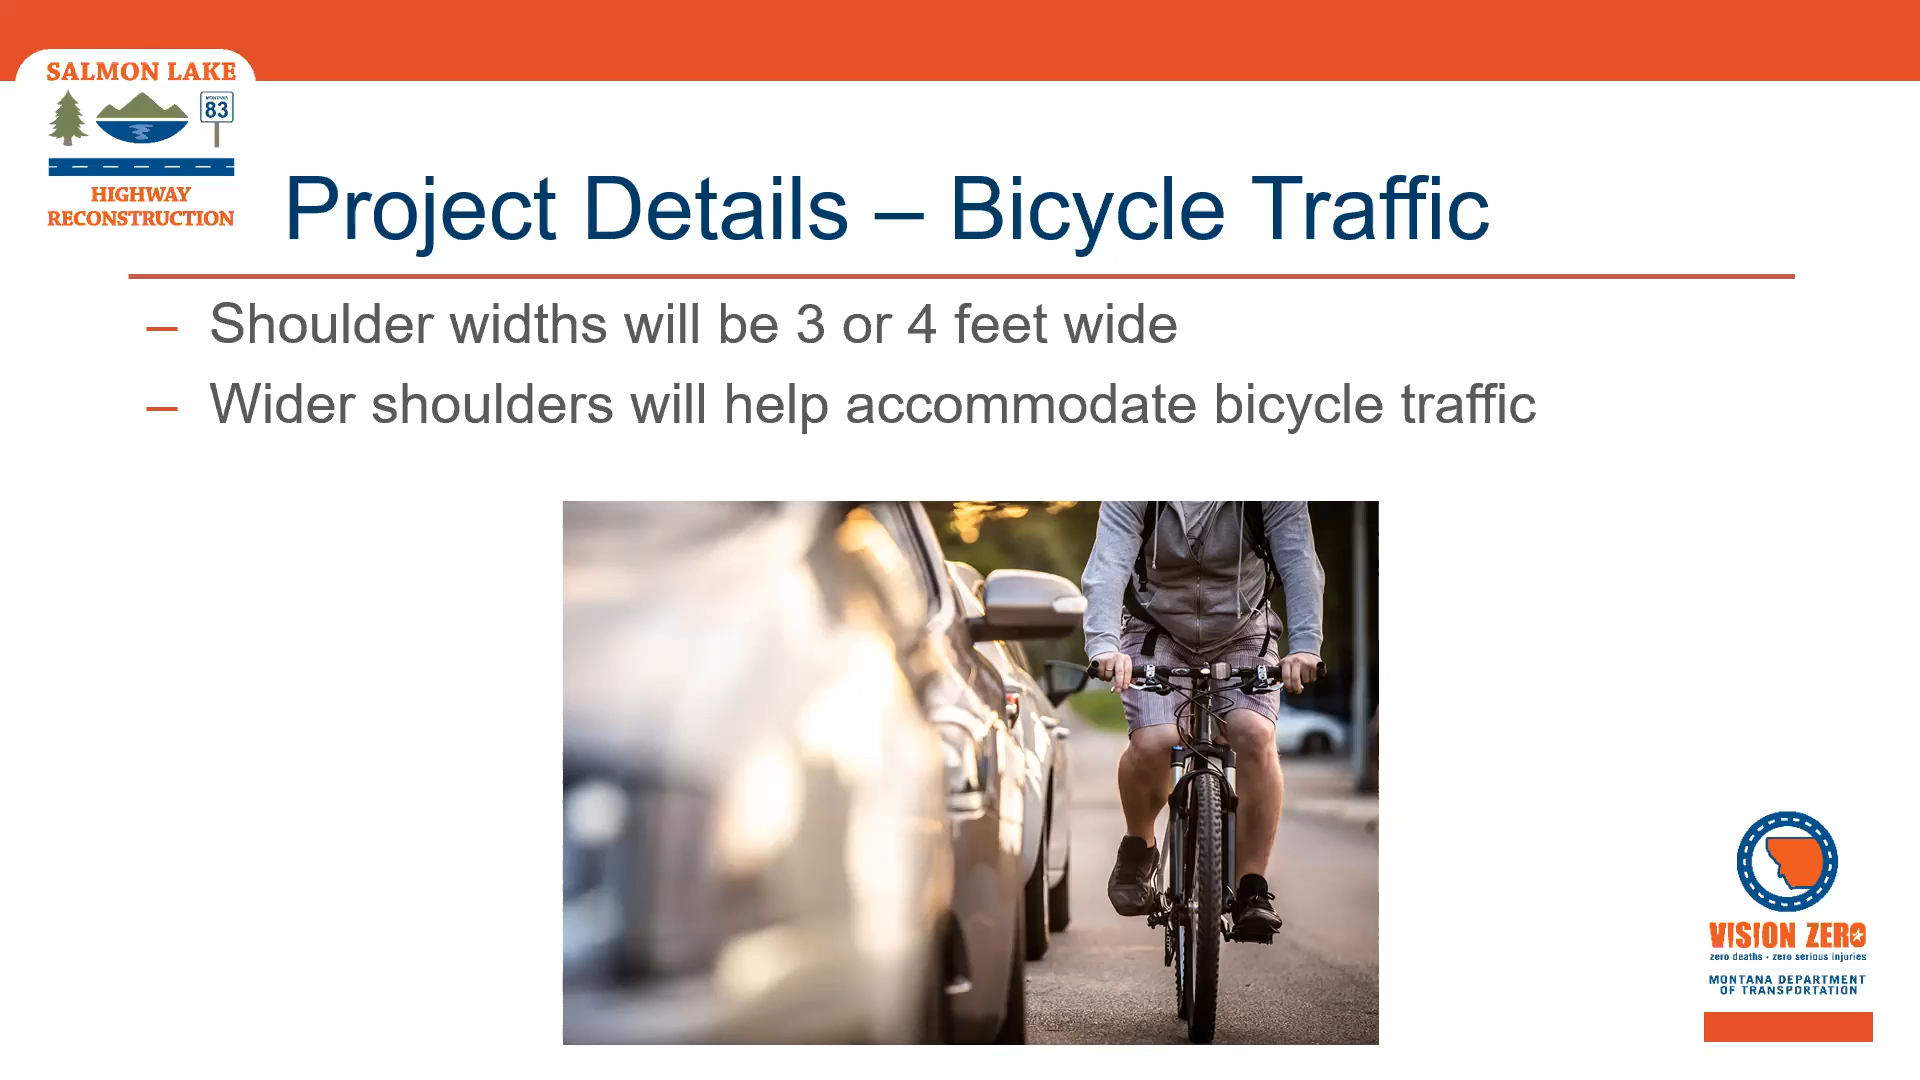 SALMON LAKE
MONTANA
83
HIGHWAY
RECONSTRUCTION
Project Details – Bicycle Traffic
– Shoulder widths will be 3 or 4 feet wide
– Wider shoulders will help accommodate bicycle traffic
VISION ZERO
zero deaths · zero serious injuries
MONTANA DEPARTMENT
OF TRANSPORTATION